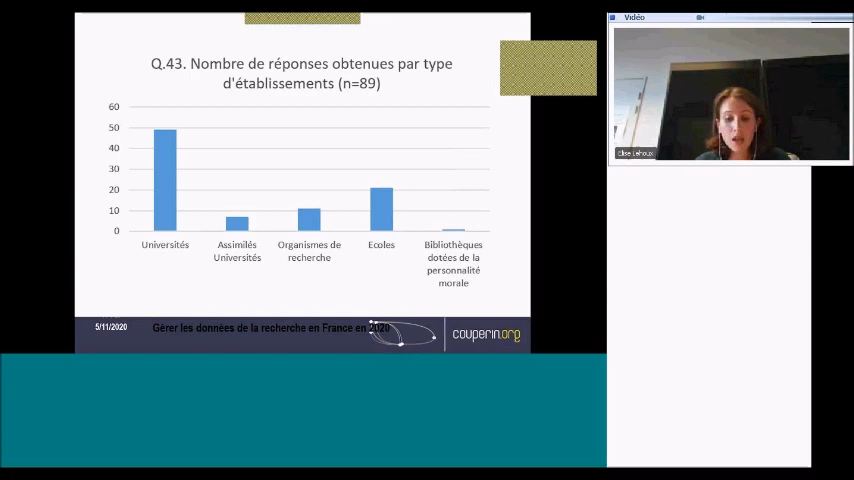 Vidéo
Elise Lehoux
Q.43. Nombre de réponses obtenues par type
d'établissements (n=89)
60
50
40
30
20
10
0
Universités
Assimilés
Universités
Organismes de
recherche
Ecoles
Bibliothèques
dotées de la
personnalité
morale
5/11/2020
Gérer les données de la recherche en France en 2020
couperin.org